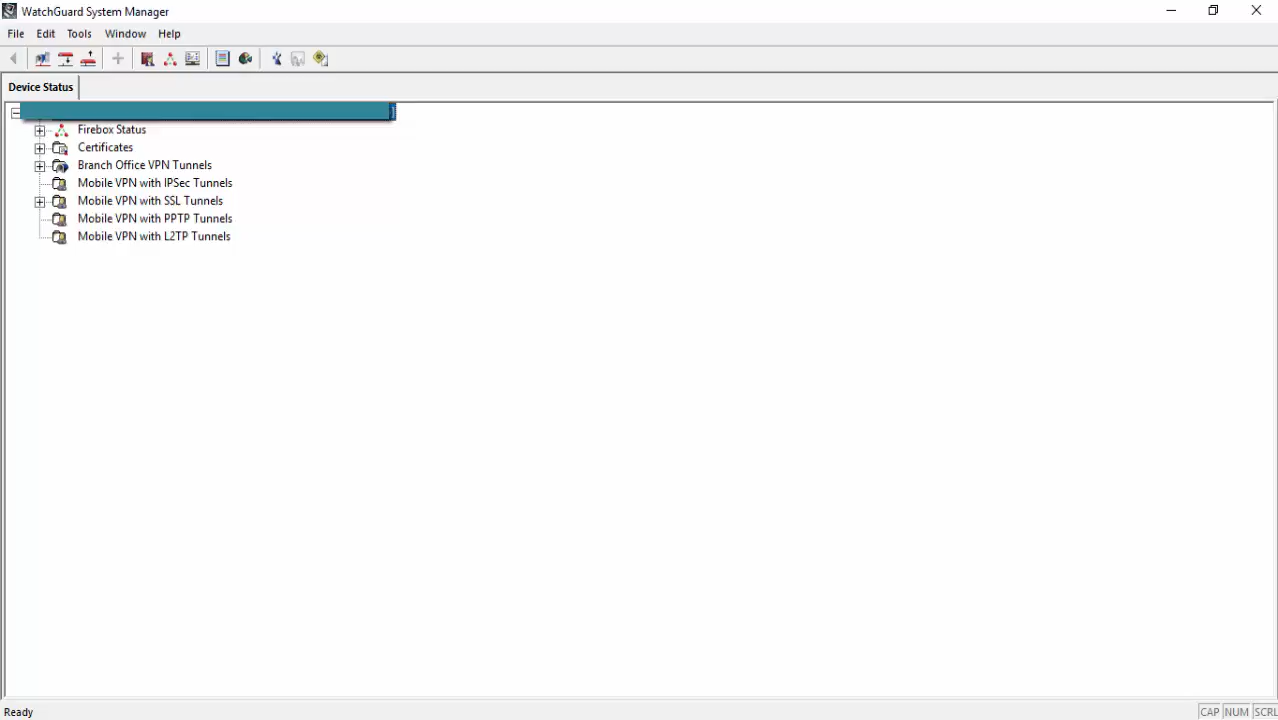 WatchGuard System Manager
File Edit Tools Window Help
Device Status
Firebox Status
Certificates
Branch Office VPN Tunnels
Mobile VPN with IPSec Tunnels
Mobile VPN with SSL Tunnels
Mobile VPN with PPTP Tunnels
Mobile VPN with L2TP Tunnels
Ready CAP NUM SCRL